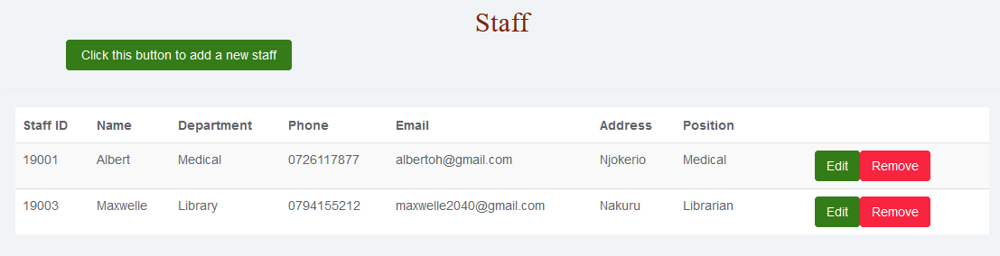 Staff
Click this button to add a new staff
Staff ID Name Department Phone Email Address Position
19001 Albert Medical 0726117877 albertoh@gmail.com Njokerio Medical Edit Remove
19003 Maxwelle Library 0794155212 maxwelle2040@gmail.com Nakuru Librarian Edit Remove